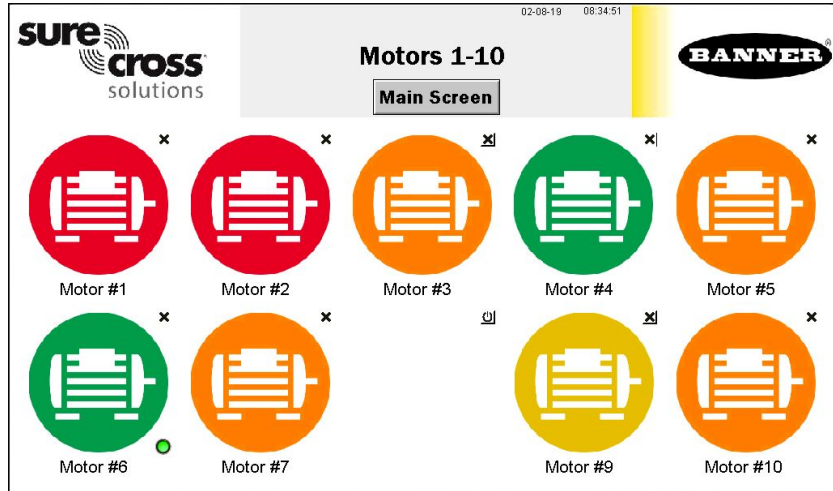 02-08-19 08:34:51
sure
cross
solutions
Motors 1-10
BANNER®
Main Screen
Motor #1
Motor #2
Motor #3
Motor #4
Motor #5
Motor #6
Motor #7
Motor #9
Motor #10